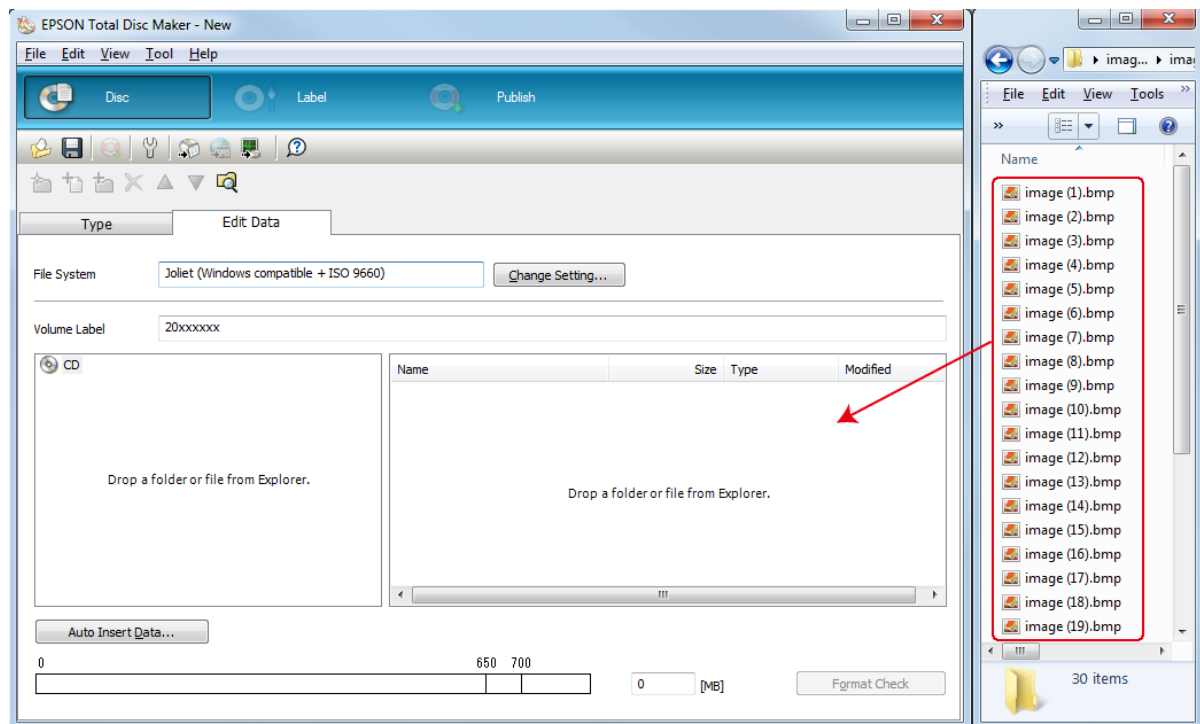 EPSON Total Disc Maker - New
File Edit View Tool Help
Disc Label Publish
Type Edit Data
File System Joliet (Windows compatible + ISO 9660) Change Setting...
Volume Label 20xxxxxx
CD
Drop a folder or file from Explorer.
Name Size Type Modified
Drop a folder or file from Explorer.
Auto Insert Data...
0 650 700
0 [MB] Format Check
imag... imag
File Edit View Tools »
»
Name
image (1).bmp
image (2).bmp
image (3).bmp
image (4).bmp
image (5).bmp
image (6).bmp
image (7).bmp
image (8).bmp
image (9).bmp
image (10).bmp
image (11).bmp
image (12).bmp
image (13).bmp
image (14).bmp
image (15).bmp
image (16).bmp
image (17).bmp
image (18).bmp
image (19).bmp
30 items